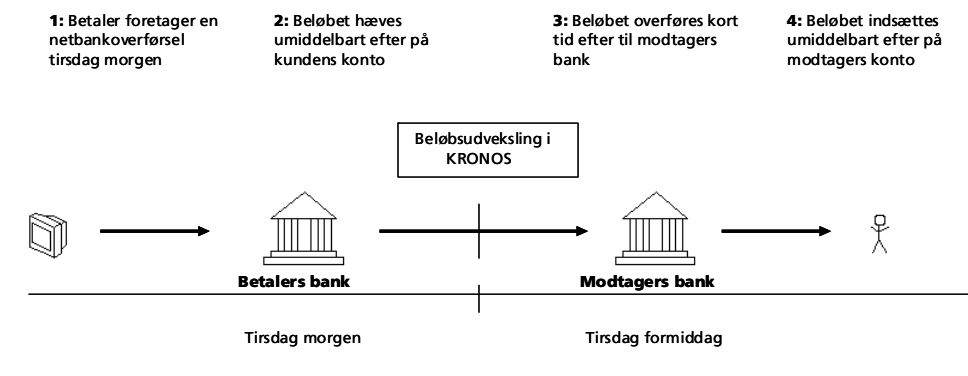 1: Betaler foretager en
netbankoverførsel
tirsdag morgen
2: Beløbet hæves
umiddelbart efter på
kundens konto
3: Beløbet overføres kort
tid efter til modtagers
bank
4: Beløbet indsættes
umiddelbart efter på
modtagers konto
Beløbsudveksling i
KRONOS
Betalers bank
Modtagers bank
Tirsdag morgen
Tirsdag formiddag